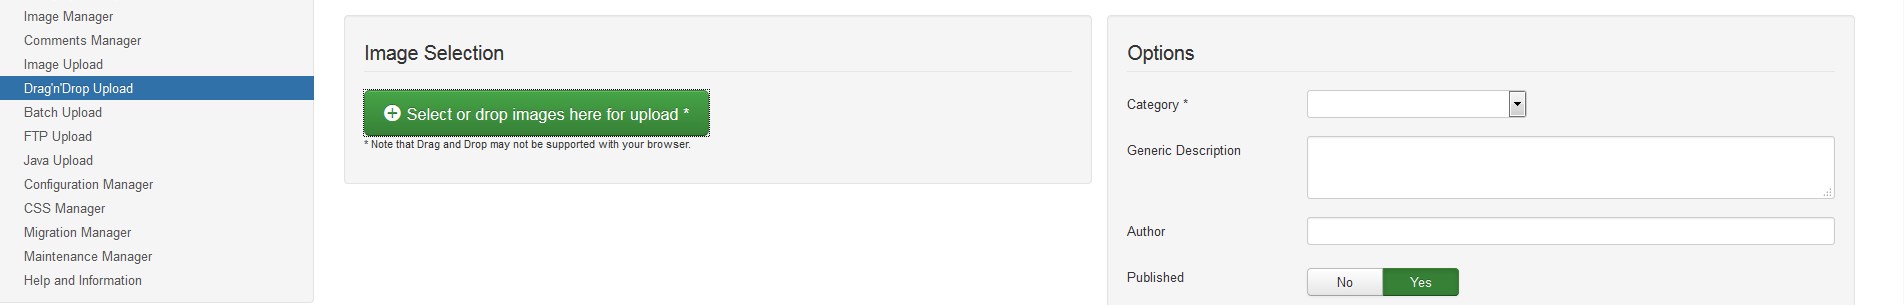 Image Manager
Comments Manager
Image Upload
Drag'n'Drop Upload
Batch Upload
FTP Upload
Java Upload
Configuration Manager
CSS Manager
Migration Manager
Maintenance Manager
Help and Information
Image Selection
Select or drop images here for upload *
* Note that Drag and Drop may not be supported with your browser.
Options
Category *
Generic Description
Author
Published No Yes